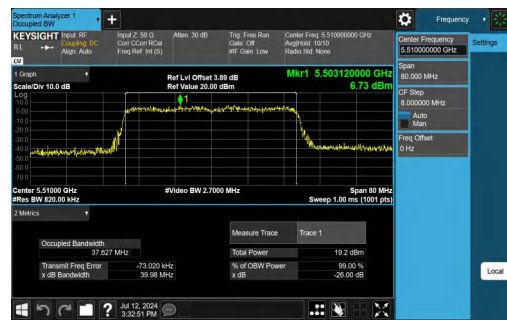 Spectrum Analyzer 1
Occupied BW
Frequency
KEYSIGHT
RL
Input: RF
Coupling: DC
Align: Auto
Input Z: 50 Ω
Corr CCorr RCal
Freq Ref: Int (S)
Atten: 30 dB
Trig: Free Run
Gate: Off
#IF Gain: Low
Center Freq: 5.510000000 GHz
Avg|Hold: 10/10
Radio Std: None
LW
Center Frequency
5.510000000 GHz
Settings
Span
80.000 MHz
CF Step
8.000000 MHz
Auto
Man
Freq Offset
0 Hz
Local
1 Graph
Scale/Div 10.0 dB
Ref Lvl Offset 3.89 dB
Ref Value 20.00 dBm
Mkr1 5.503120000 GHz
6.73 dBm
Log
10.0
0.00
-10.0
-20.0
-30.0
-40.0
-50.0
-60.0
-70.0
1
Center 5.51000 GHz
#Res BW 820.00 kHz
#Video BW 2.7000 MHz
Span 80 MHz
Sweep 1.00 ms (1001 pts)
2 Metrics
Measure Trace
Trace 1
Occupied Bandwidth
37.627 MHz
Total Power
19.2 dBm
Transmit Freq Error
-73.020 kHz
% of OBW Power
99.00 %
x dB Bandwidth
39.98 MHz
x dB
-26.00 dB
?
Jul 12, 2024
3:32:51 PM